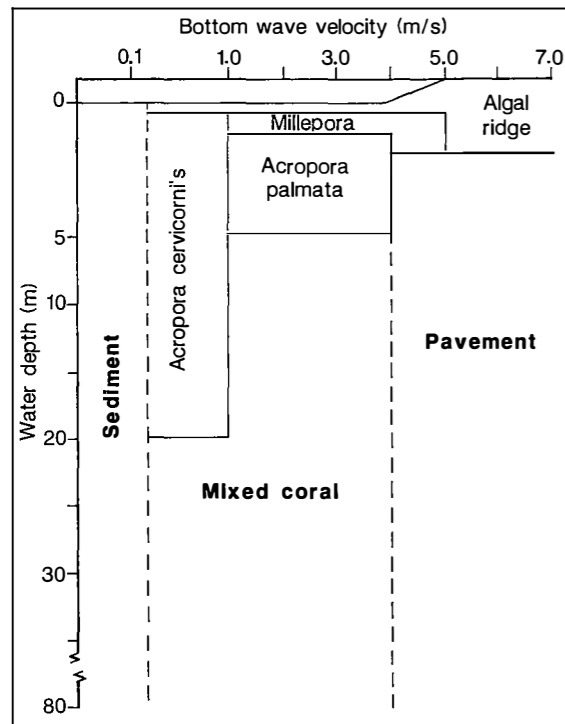 Bottom wave velocity (m/s)
0.1 1.0 3.0 5.0 7.0
0
Algal
ridge
Millepora
Acropora
palmata
Acropora cervicorni's
5
10
Water depth (m)
Sediment
Pavement
20
Mixed coral
30
80